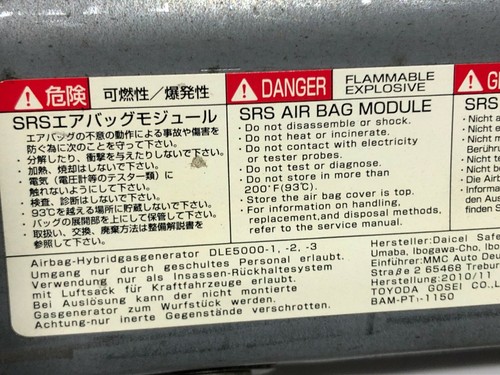 危険
可燃性／爆発性
SRSエアバッグモジュール
エアバッグの不意の動作による事故や傷害を
防ぐ為に次のことを守って下さい。
・分解したり、衝撃を与えたりしないで下さい。
・加熱、焼却はしないで下さい。
・電気（電圧計等のテスター類）に
触れないようにして下さい。
・検査、診断はしないで下さい。
・93℃を越える場所に貯蔵しないで下さい。
・バッグの展開部を上にして保管して下さい。
・取扱い、交換、廃棄方法は整備解説書を
参照して下さい。
DANGER
FLAMMABLE
EXPLOSIVE
SRS AIR BAG MODULE
・Do not disassemble or shock.
・Do not heat or incinerate.
・Do not contact with electricity
or tester probes.
・Do not test or diagnose.
・Do not store in more than
200°F(93℃).
・Store the air bag cover is top.
・For information on handling,
replacement,and disposal methods,
refer to the service manual.
SRS
・Nicht
・Nicht
Berühru
・Nicht
・Nicht
・Die Airb
・Information
den Aus
finden S
Airbag-Hybridgasgenerator DLE5000-1, -2, -3
Umgang nur durch geschultes Personal erlaubt.
Verwendung nur als Insassen-Rückhaltesystem
mit Luftsack für Kraftfahrzeuge erlaubt.
Bei Auslösung kann der nicht montierte
Gasgenerator zum Wurfstück werden.
Achtung-nur inerte Gegenstände verschrotten.
Hersteller:Daicel Safe
Umaba, Ibogawa-Cho, Ibo
Einführer:MMC Auto Deu
Straße 2 65468 Trebur
Herstellung:2010/11
TOYODA GOSEI CO.,L
BAM-PT₁-1150